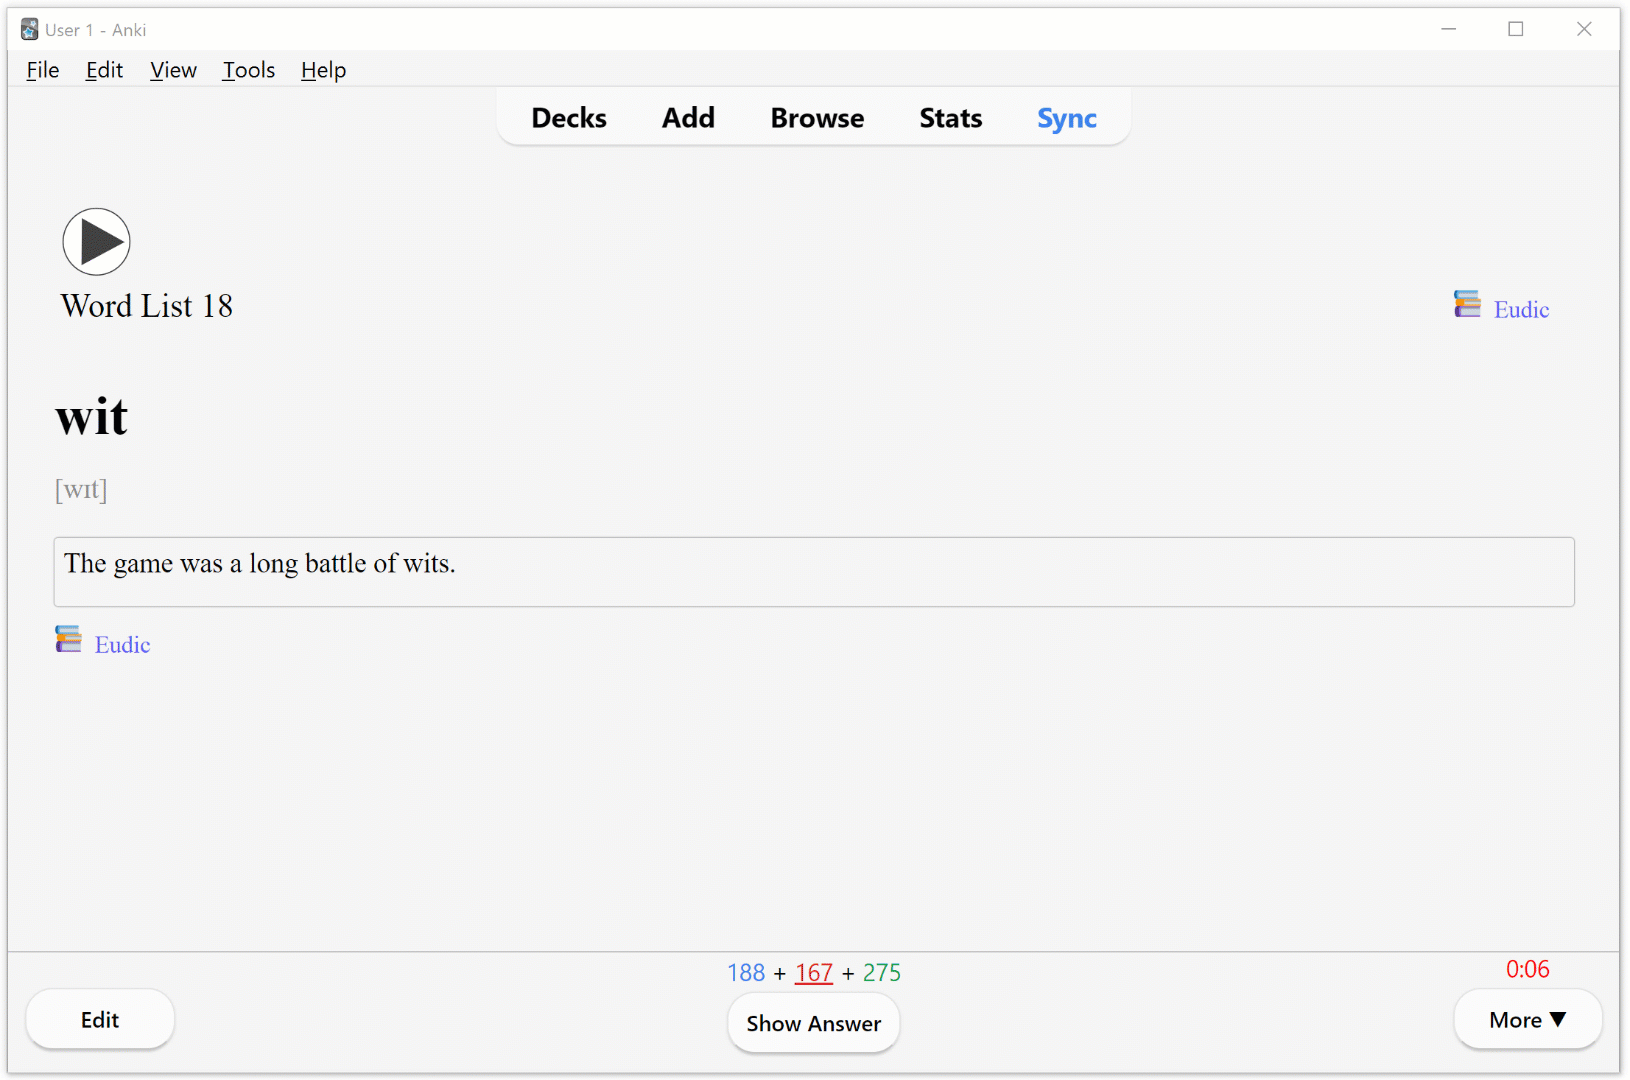 User 1 - Anki
File Edit View Tools Help
Decks Add Browse Stats Sync
Word List 18
Eudic
wit
[wɪt]
The game was a long battle of wits.
Eudic
188 + 167 + 275
0:06
Edit
Show Answer
More ▼